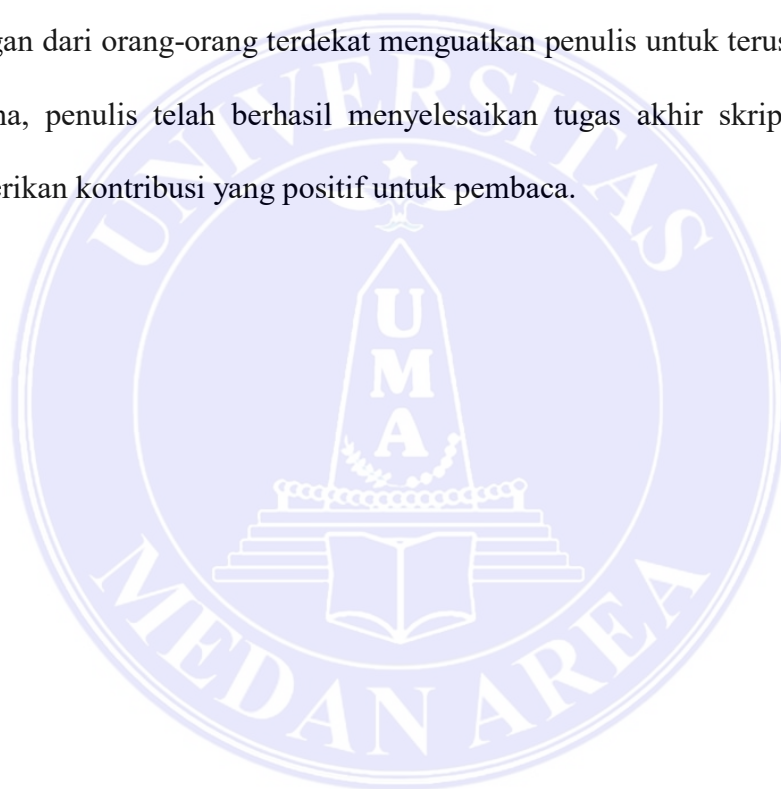 gan dari orang-orang terdekat menguatkan penulis untuk terus
na, penulis telah berhasil menyelesaikan tugas akhir skrip
erikan kontribusi yang positif untuk pembaca.
UNIVERSITAS
U
M
A
MEDAN AREA